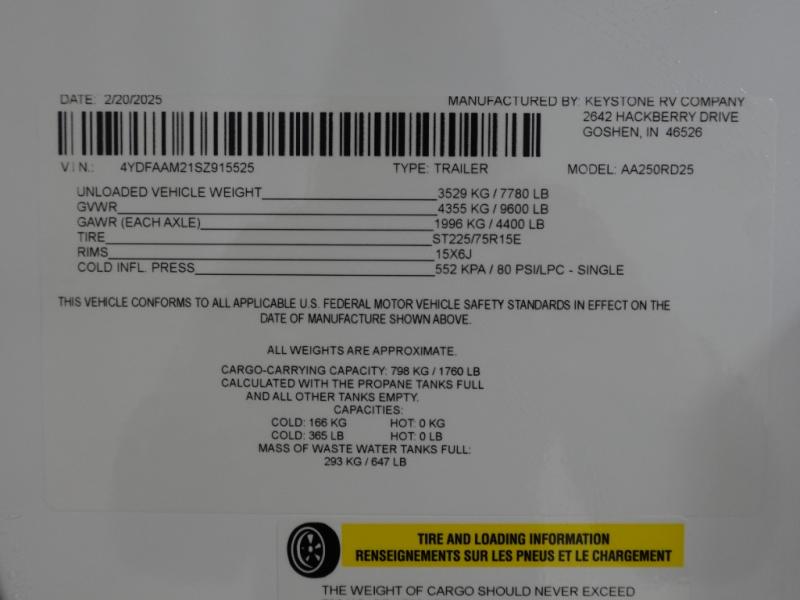 DATE: 2/20/2025
MANUFACTURED BY: KEYSTONE RV COMPANY
2642 HACKBERRY DRIVE
GOSHEN, IN 46526
V I N.: 4YDFAAM21SZ915525 TYPE: TRAILER MODEL: AA250RD25
UNLOADED VEHICLE WEIGHT 3529 KG / 7780 LB
GVWR 4355 KG / 9600 LB
GAWR (EACH AXLE) 1996 KG / 4400 LB
TIRE ST225/75R15E
RIMS 15X6J
COLD INFL. PRESS 552 KPA / 80 PSI/LPC - SINGLE
THIS VEHICLE CONFORMS TO ALL APPLICABLE U.S. FEDERAL MOTOR VEHICLE SAFETY STANDARDS IN EFFECT ON THE
DATE OF MANUFACTURE SHOWN ABOVE.
ALL WEIGHTS ARE APPROXIMATE.
CARGO-CARRYING CAPACITY: 798 KG / 1760 LB
CALCULATED WITH THE PROPANE TANKS FULL
AND ALL OTHER TANKS EMPTY.
CAPACITIES:
COLD: 166 KG HOT: 0 KG
COLD: 365 LB HOT: 0 LB
MASS OF WASTE WATER TANKS FULL:
293 KG / 647 LB
TIRE AND LOADING INFORMATION
RENSEIGNEMENTS SUR LES PNEUS ET LE CHARGEMENT
THE WEIGHT OF CARGO SHOULD NEVER EXCEED